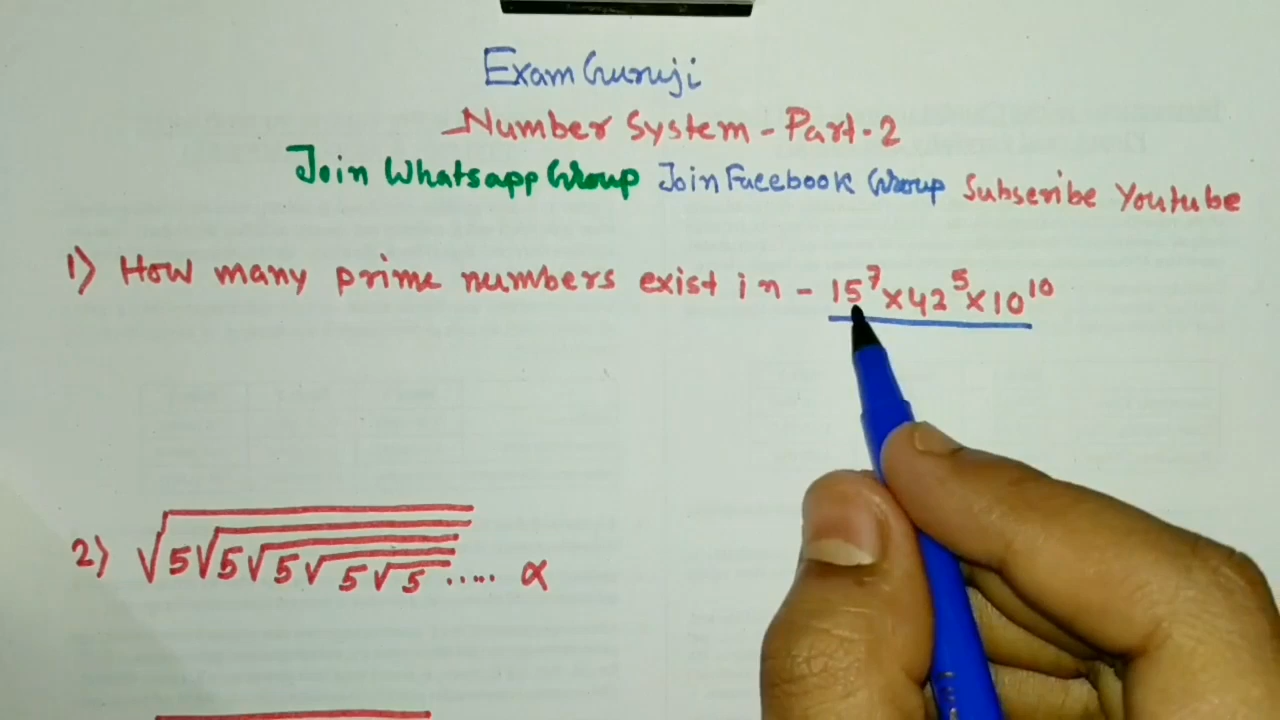 Exam Guruji
Number System - Part - 2
Join Whatsapp Group Join Facebook Group Subscribe Youtube
1) How many prime numbers exist in - 15⁷ x 42⁵ x 10¹⁰
2) √5√5√5√5√5..... α